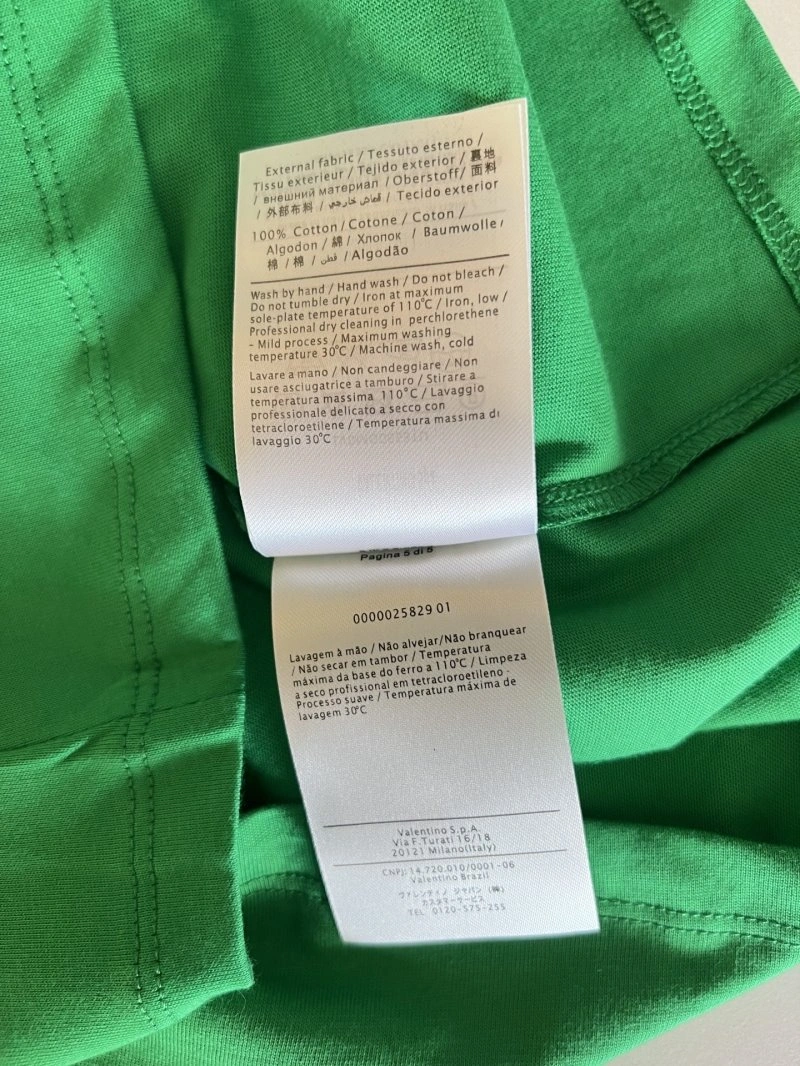 External fabric / Tessuto esterno /
Tissu exterieur / Tejido exterior / 裏地
/ внешний материал / Oberstoff/ 面料
/ 外部布料 / قماش خارجي / Tecido exterior
100% Cotton / Cotone / Coton /
Algodon / 綿 / Хлопок / Baumwolle /
棉 / 棉 / قطن / Algodão
Wash by hand / Hand wash / Do not bleach /
Do not tumble dry / Iron at maximum
sole-plate temperature of 110°C / Iron, low /
Professional dry cleaning in perchlorethene
- Mild process / Maximum washing
temperature 30°C / Machine wash, cold
Lavare a mano / Non candeggiare / Non
usare asciugatrice a tamburo / Stirare a
temperatura massima 110°C / Lavaggio
professionale delicato a secco con
tetracloroetilene / Temperatura massima di
lavaggio 30°C
Pagina 5 di 5
0000025829 01
Lavagem à mão / Não alvejar/Não branquear
/ Não secar em tambor / Temperatura
máxima da base do ferro a 110°C / Limpeza
a seco profissional em tetracloroetileno -
Processo suave / Temperatura máxima de
lavagem 30°C
Valentino S.p.A.
Via F.Turati 16/18
20121 Milano(Italy)
CNPJ: 14.720.010/0001-06
Valentino Brazil
ヴァレンティノ ジャパン (株)
カスタマーサービス
TEL 0120-575-255